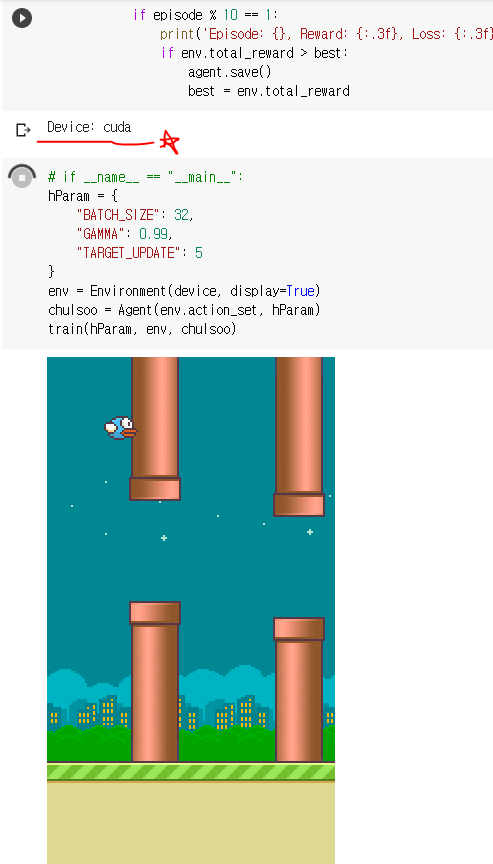 if episode % 10 == 1:
print('Episode: {}, Reward: {:.3f}, Loss: {:.3f}
if env.total_reward > best:
agent.save()
best = env.total_reward
Device: cuda
# if __name__ == "__main__":
hParam = {
"BATCH_SIZE": 32,
"GAMMA": 0.99,
"TARGET_UPDATE": 5
}
env = Environment(device, display=True)
chulsoo = Agent(env.action_set, hParam)
train(hParam, env, chulsoo)